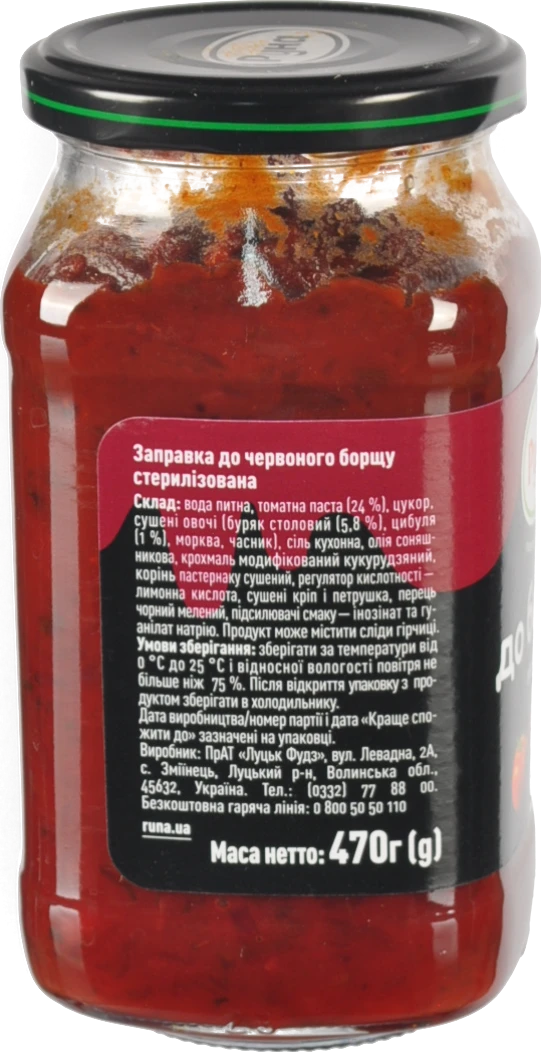 Заправка до червоного борщу
стерилізована
Склад: вода питна, томатна паста (24 %), цукор,
сушені овочі (буряк столовий (5,8 %), цибуля
(1 %), морква, часник), сіль кухонна, олія соняш-
никова, крохмаль модифікований кукурудзяний,
корінь пастернаку сушений, регулятор кислотності –
лимонна кислота, сушені кріп і петрушка, перець
чорний мелений, підсилювачі смаку – інозінат та гу-
анілат натрію. Продукт може містити сліди гірчиці.
Умови зберігання: зберігати за температури від
0 °С до 25 °С і відносної вологості повітря не
більше ніж 75 %. Після відкриття упаковку з про-
дуктом зберігати в холодильнику.
Дата виробництва/номер партії і дата «Краще спо-
жити до» зазначені на упаковці.
Виробник: ПрАТ «Луцьк Фудз», вул. Левадна, 2А,
с. Зміїнець, Луцький р-н, Волинська обл.,
45632, Україна. Тел.: (0332) 77 88 00.
Безкоштовна гаряча лінія: 0 800 50 50 110
runa.ua
Маса нетто: 470г (g)
до